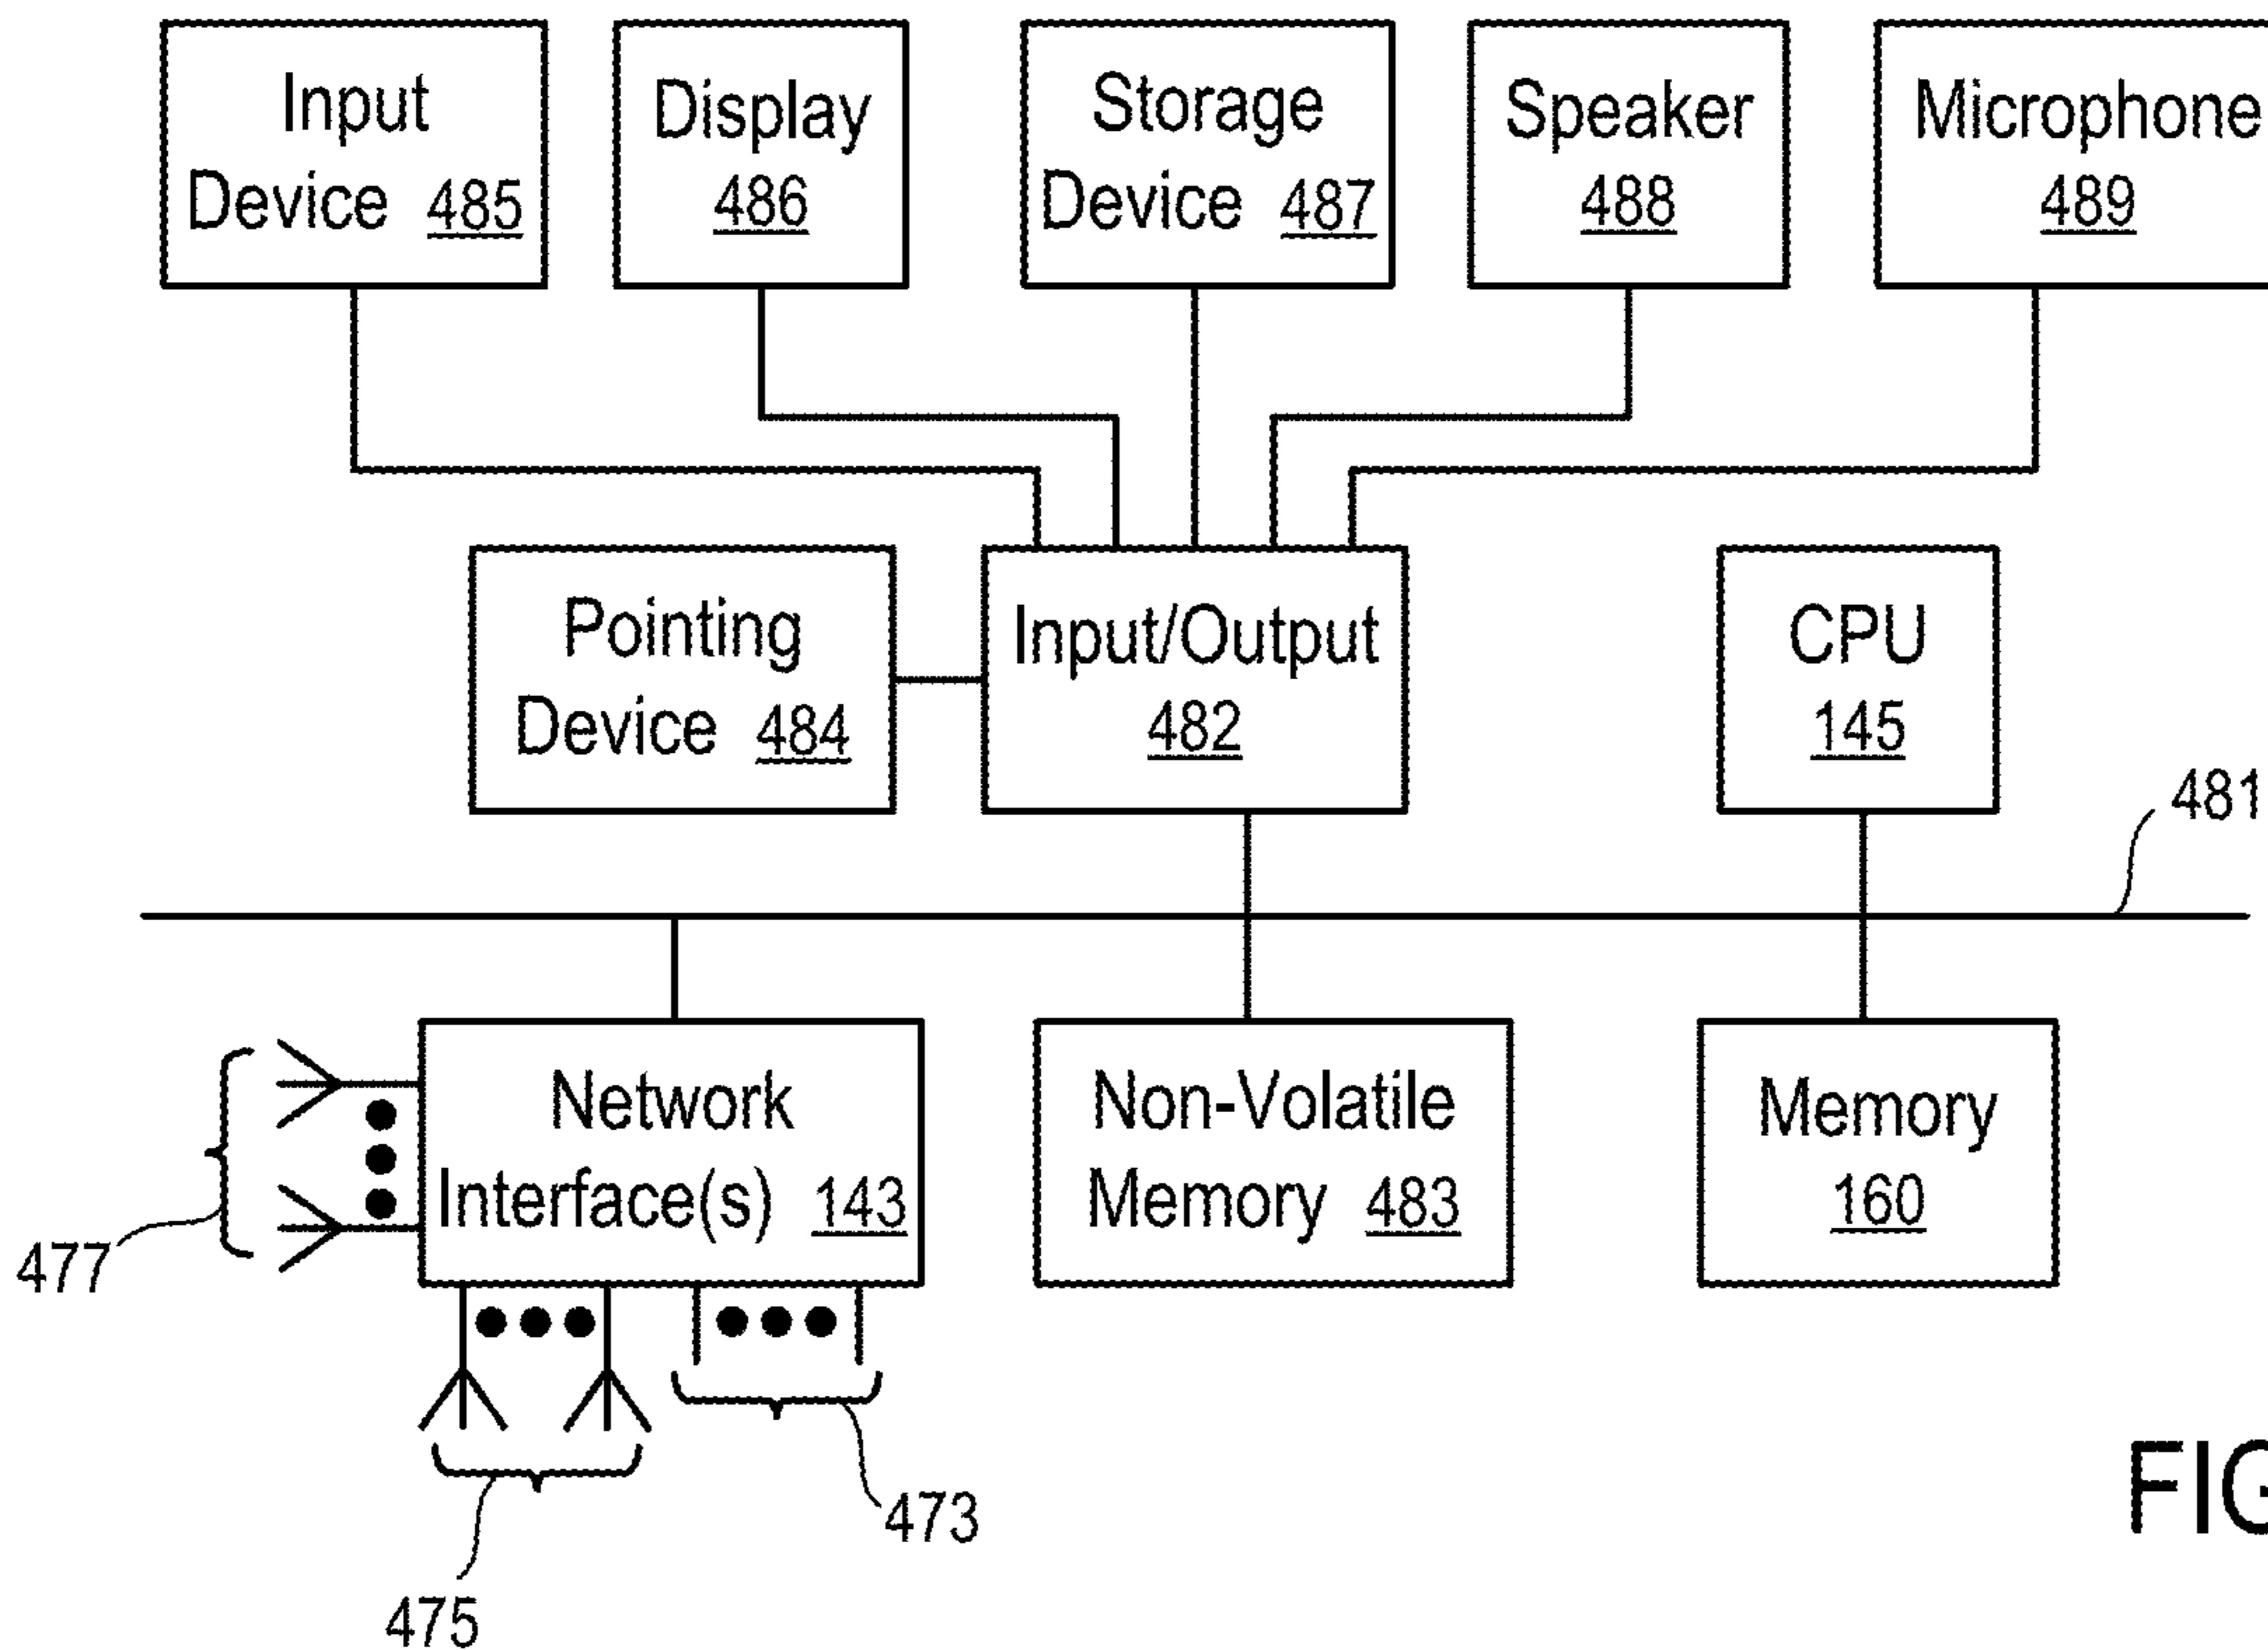 Input
Device 485
Display
486
Storage
Device 487
Speaker
488
Microphone
489
Pointing
Device 484
Input/Output
482
CPU
145
481
Network
Interface(s) 143
Non-Volatile
Memory 483
Memory
160
477
473
475
FIG